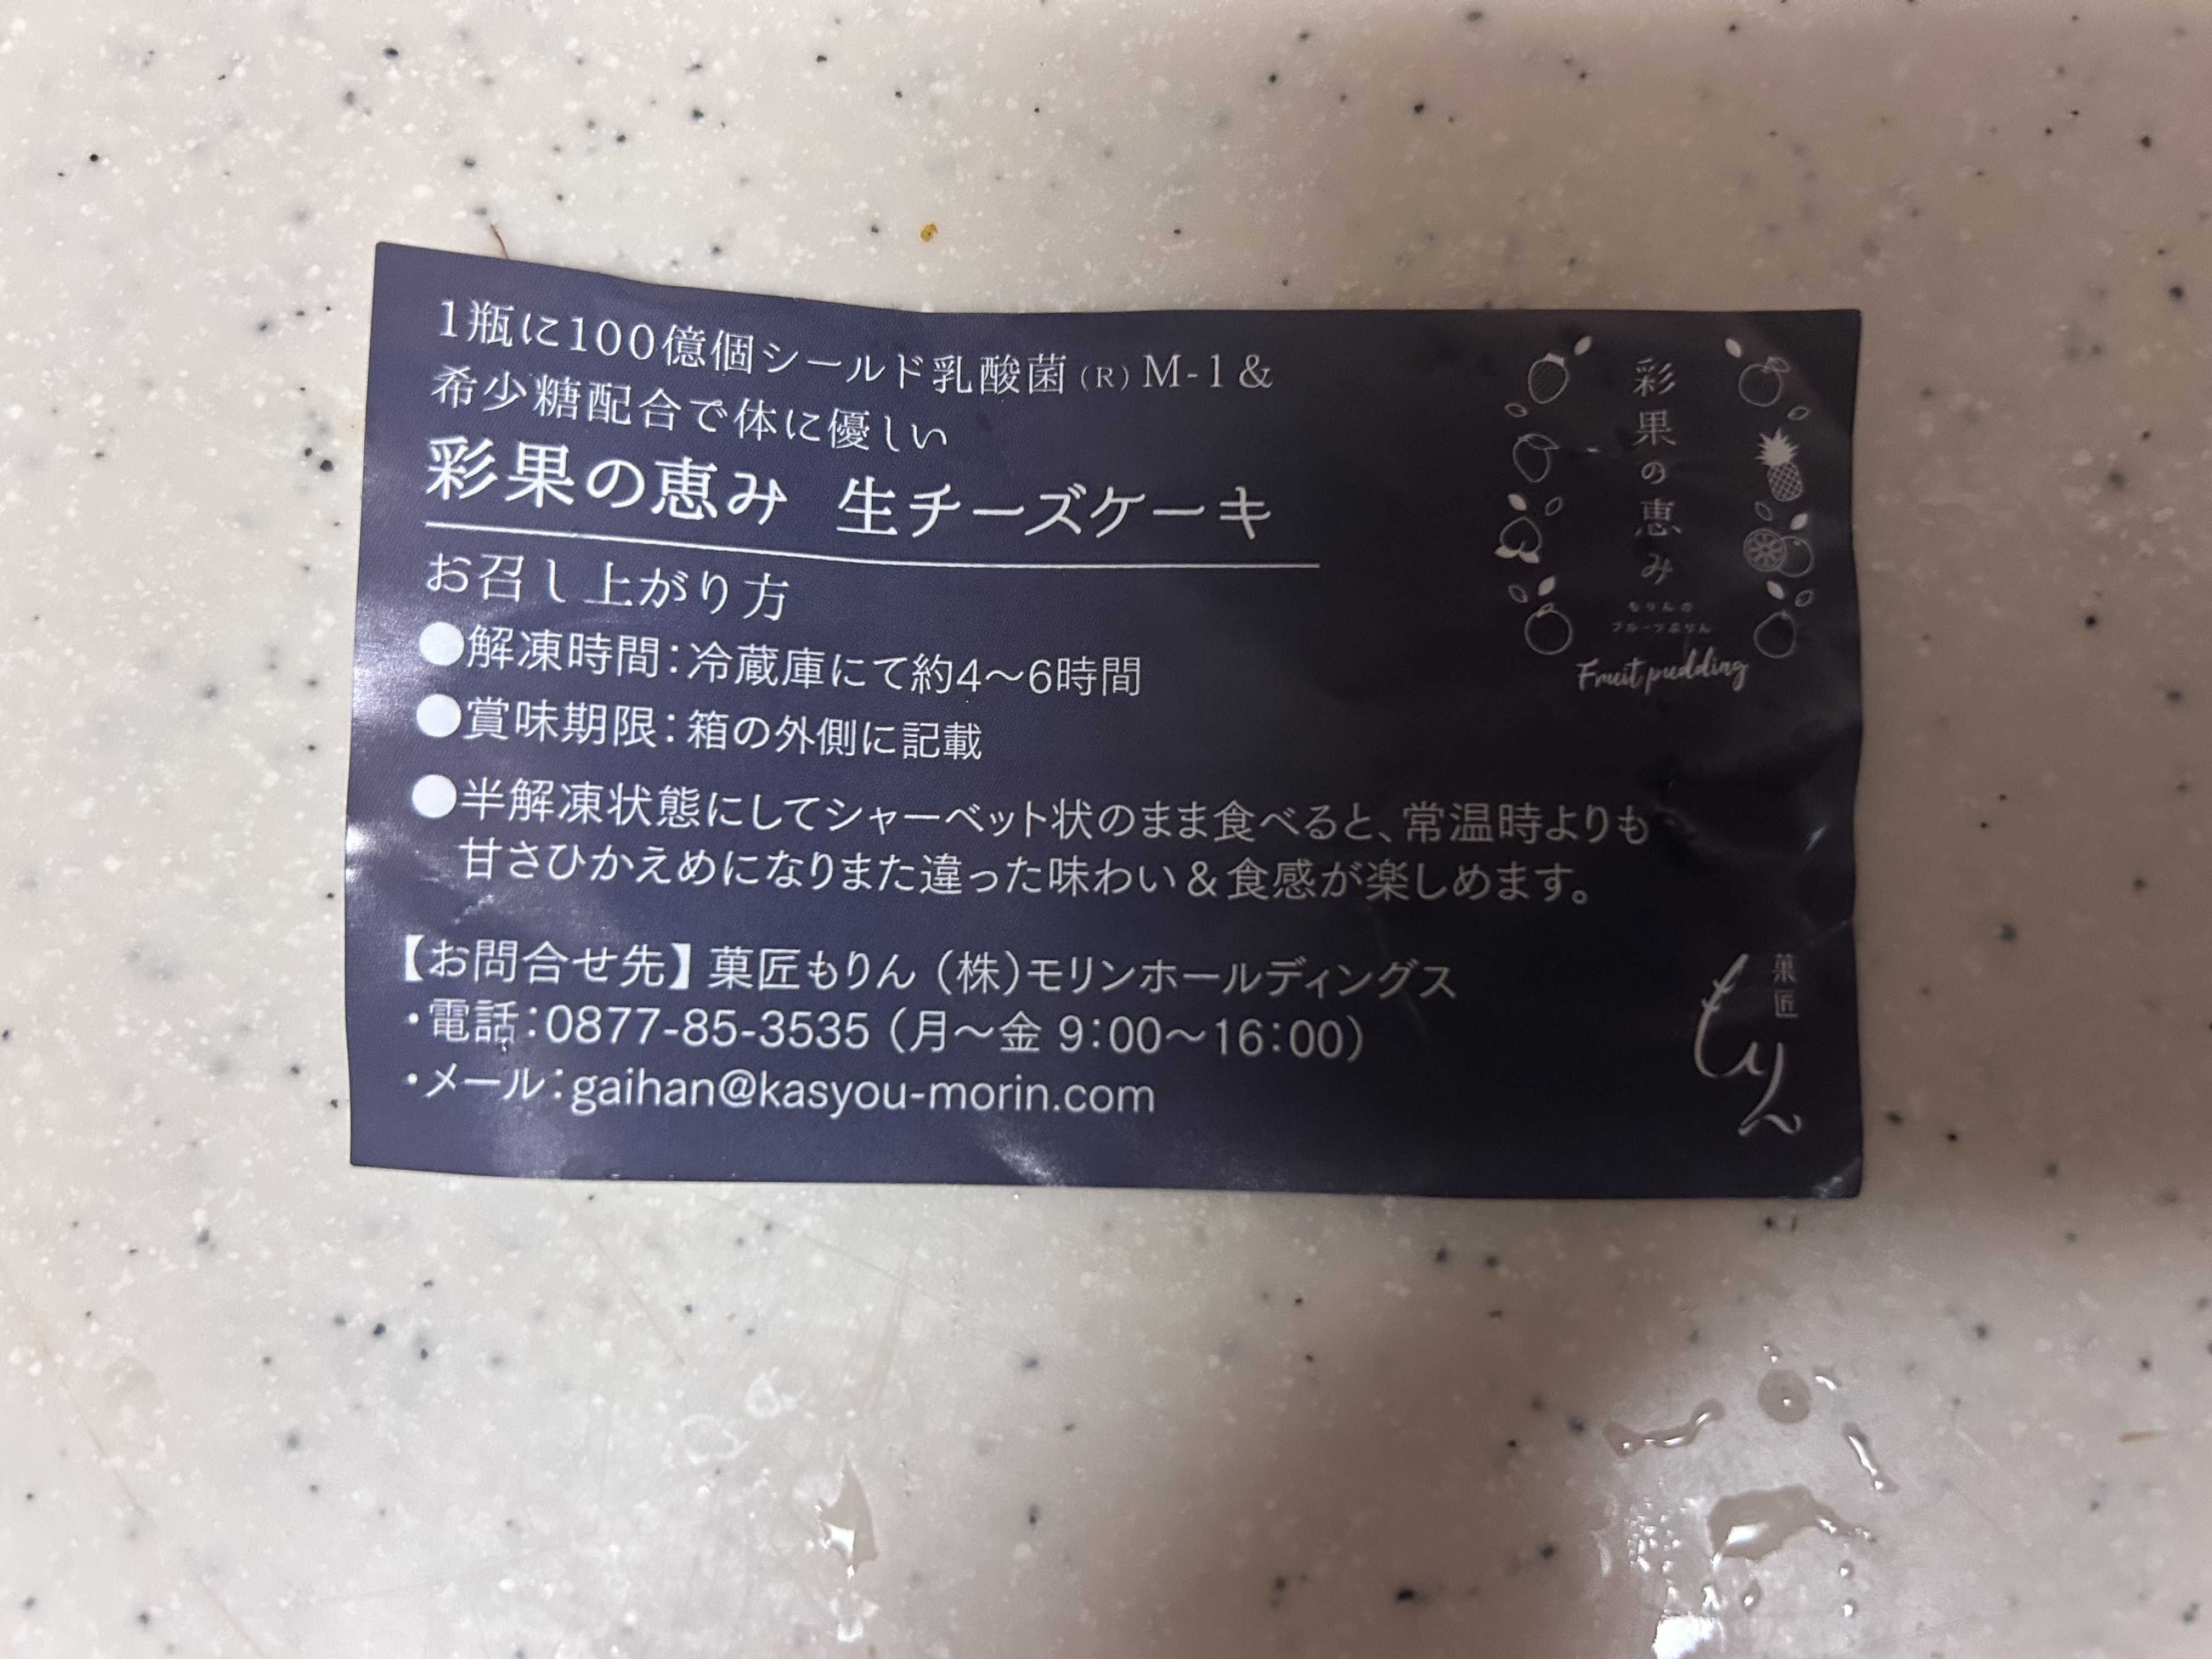 1瓶に100億個シールド乳酸菌(R)M-1&
希少糖配合で体に優しい
彩果の恵み 生チーズケーキ
お召し上がり方
●解凍時間：冷蔵庫にて約4〜6時間
●賞味期限：箱の外側に記載
●半解凍状態にしてシャーベット状のまま食べると、常温時よりも
甘さひかえめになりまた違った味わい&食感が楽しめます。
【お問合せ先】菓匠もりん（株）モリンホールディングス
・電話：0877-85-3535（月〜金 9：00〜16：00）
・メール：gaihan@kasyou-morin.com
彩果の恵み
もりんの
フルーツぷりん
Fruit pudding
菓匠
もりん